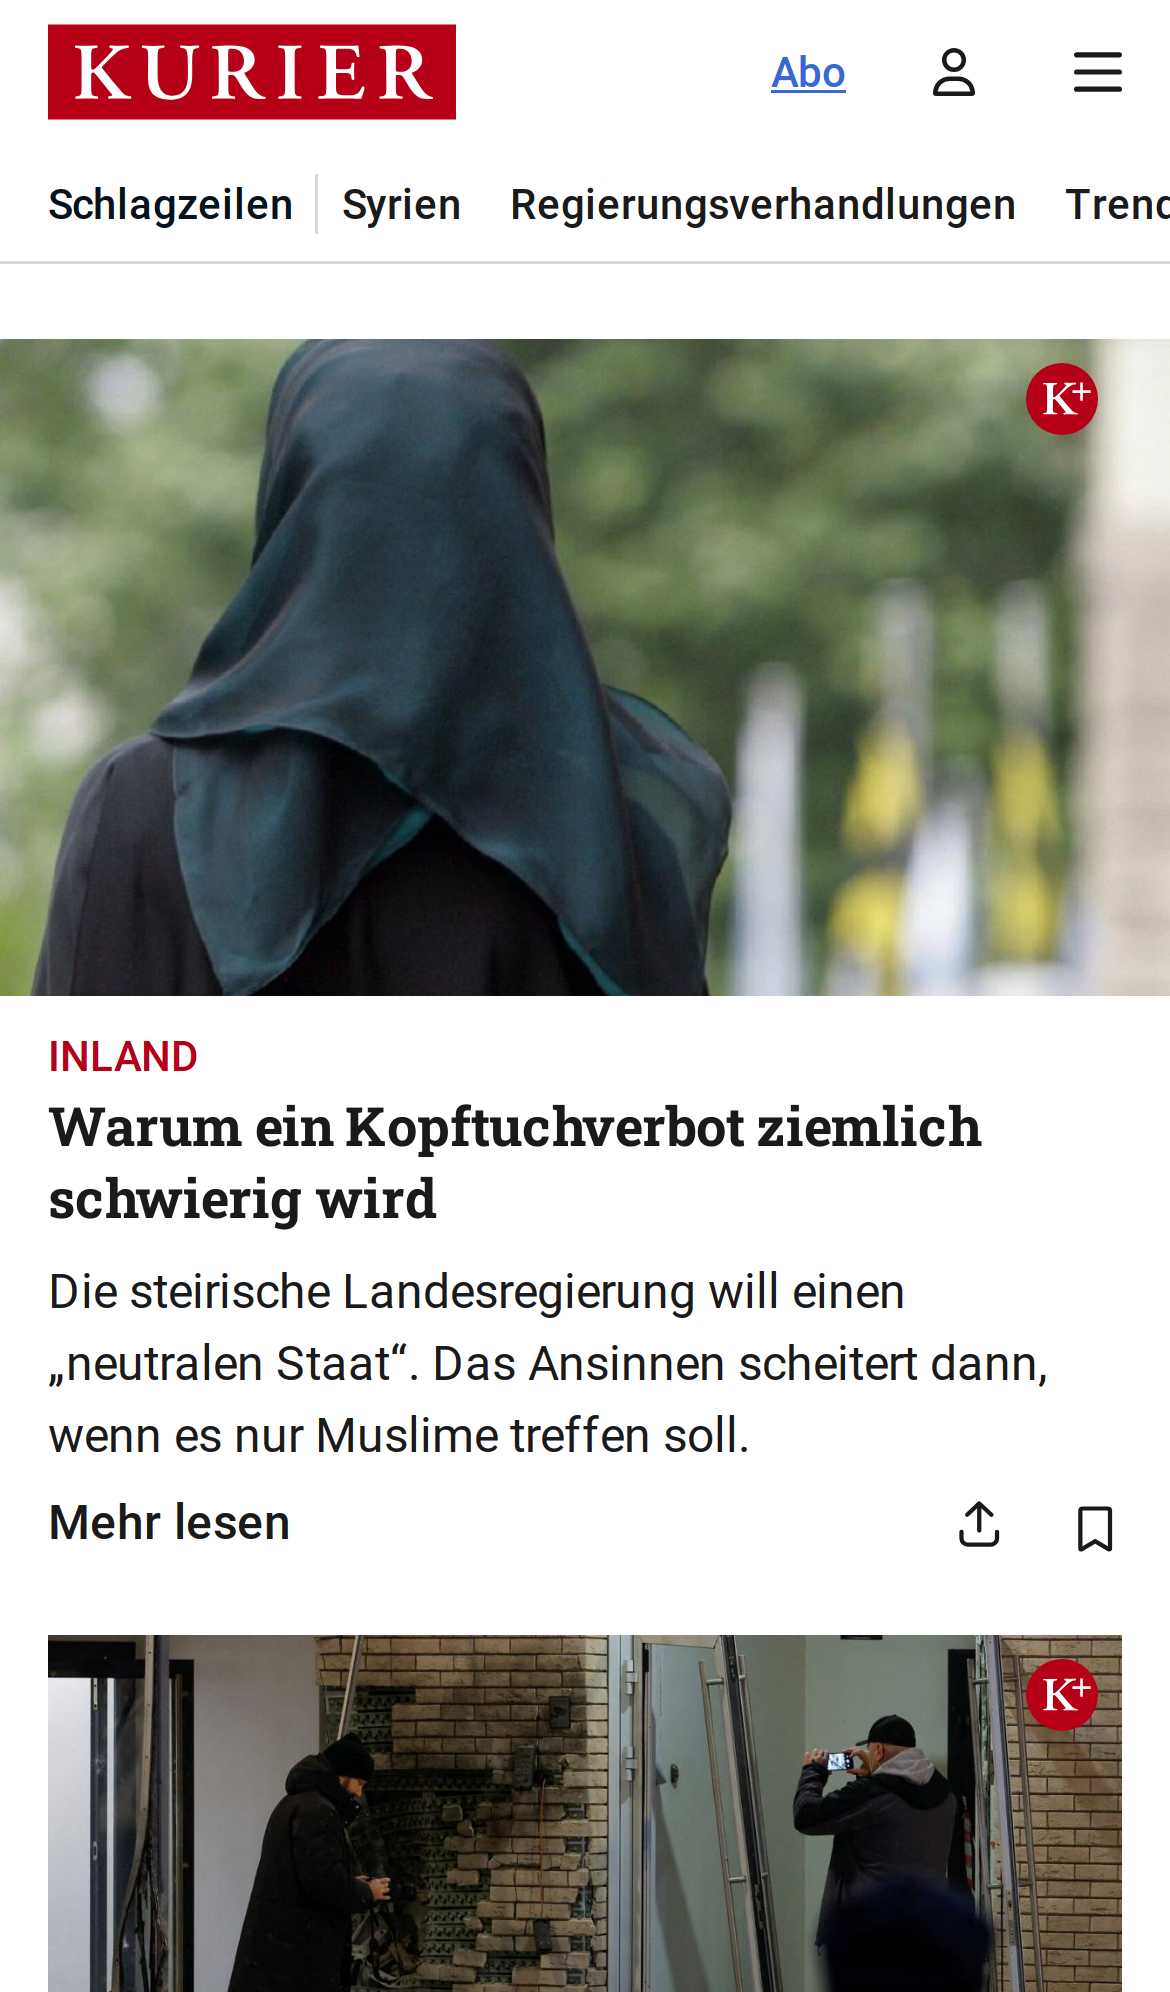 KURIER
Abo
Schlagzeilen
Syrien
Regierungsverhandlungen
Trend
K+
INLAND
Warum ein Kopftuchverbot ziemlich
schwierig wird
Die steirische Landesregierung will einen
„neutralen Staat“. Das Ansinnen scheitert dann,
wenn es nur Muslime treffen soll.
Mehr lesen
K+